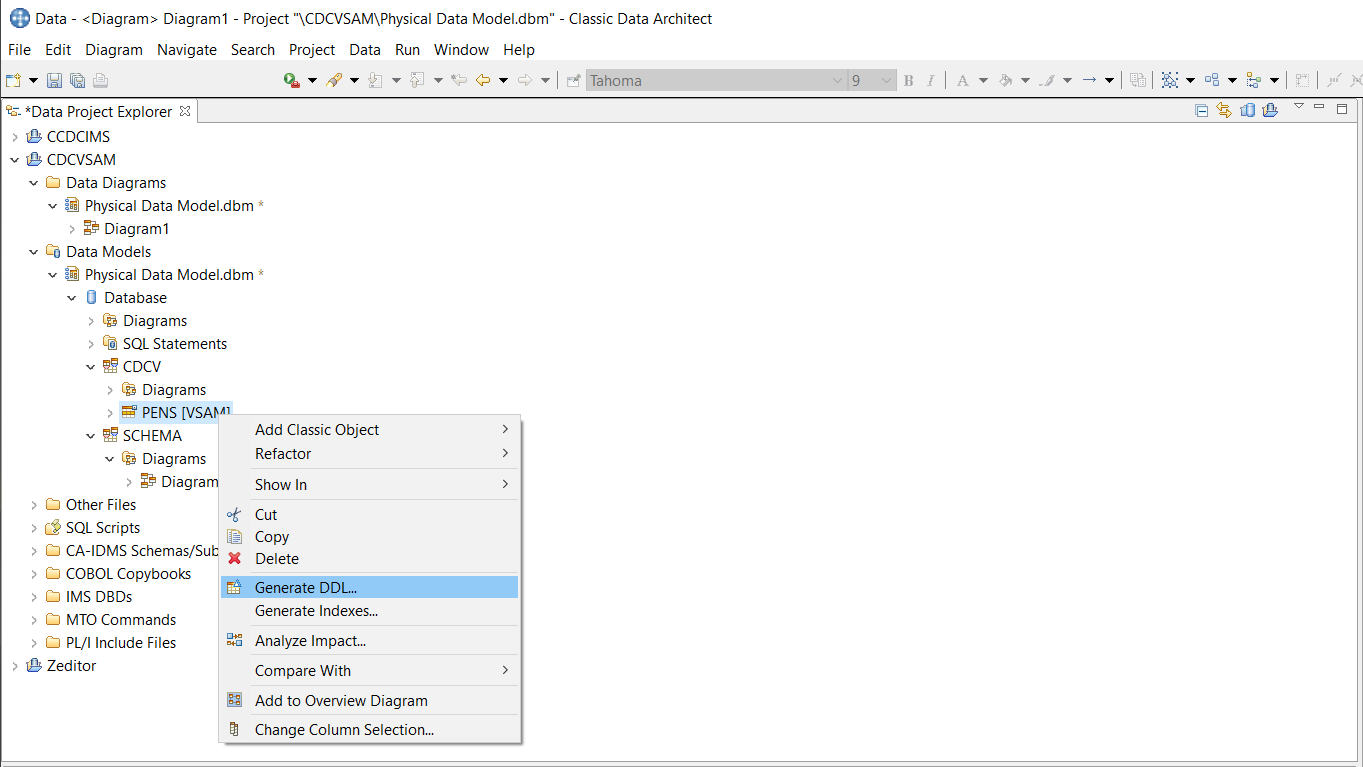 Data - <Diagram> Diagram1 - Project "\CDCVSAM\Physical Data Model.dbm" - Classic Data Architect
File Edit Diagram Navigate Search Project Data Run Window Help
Tahoma 9 B I A
*Data Project Explorer
CCDCIMS
CDCVSAM
Data Diagrams
Physical Data Model.dbm *
Diagram1
Data Models
Physical Data Model.dbm *
Database
Diagrams
SQL Statements
CDCV
Diagrams
PENS [VSAM]
SCHEMA
Diagrams
Diagram
Other Files
SQL Scripts
CA-IDMS Schemas/Sub
COBOL Copybooks
IMS DBDs
MTO Commands
PL/I Include Files
Zeditor
Add Classic Object
Refactor
Show In
Cut
Copy
Delete
Generate DDL...
Generate Indexes...
Analyze Impact...
Compare With
Add to Overview Diagram
Change Column Selection...